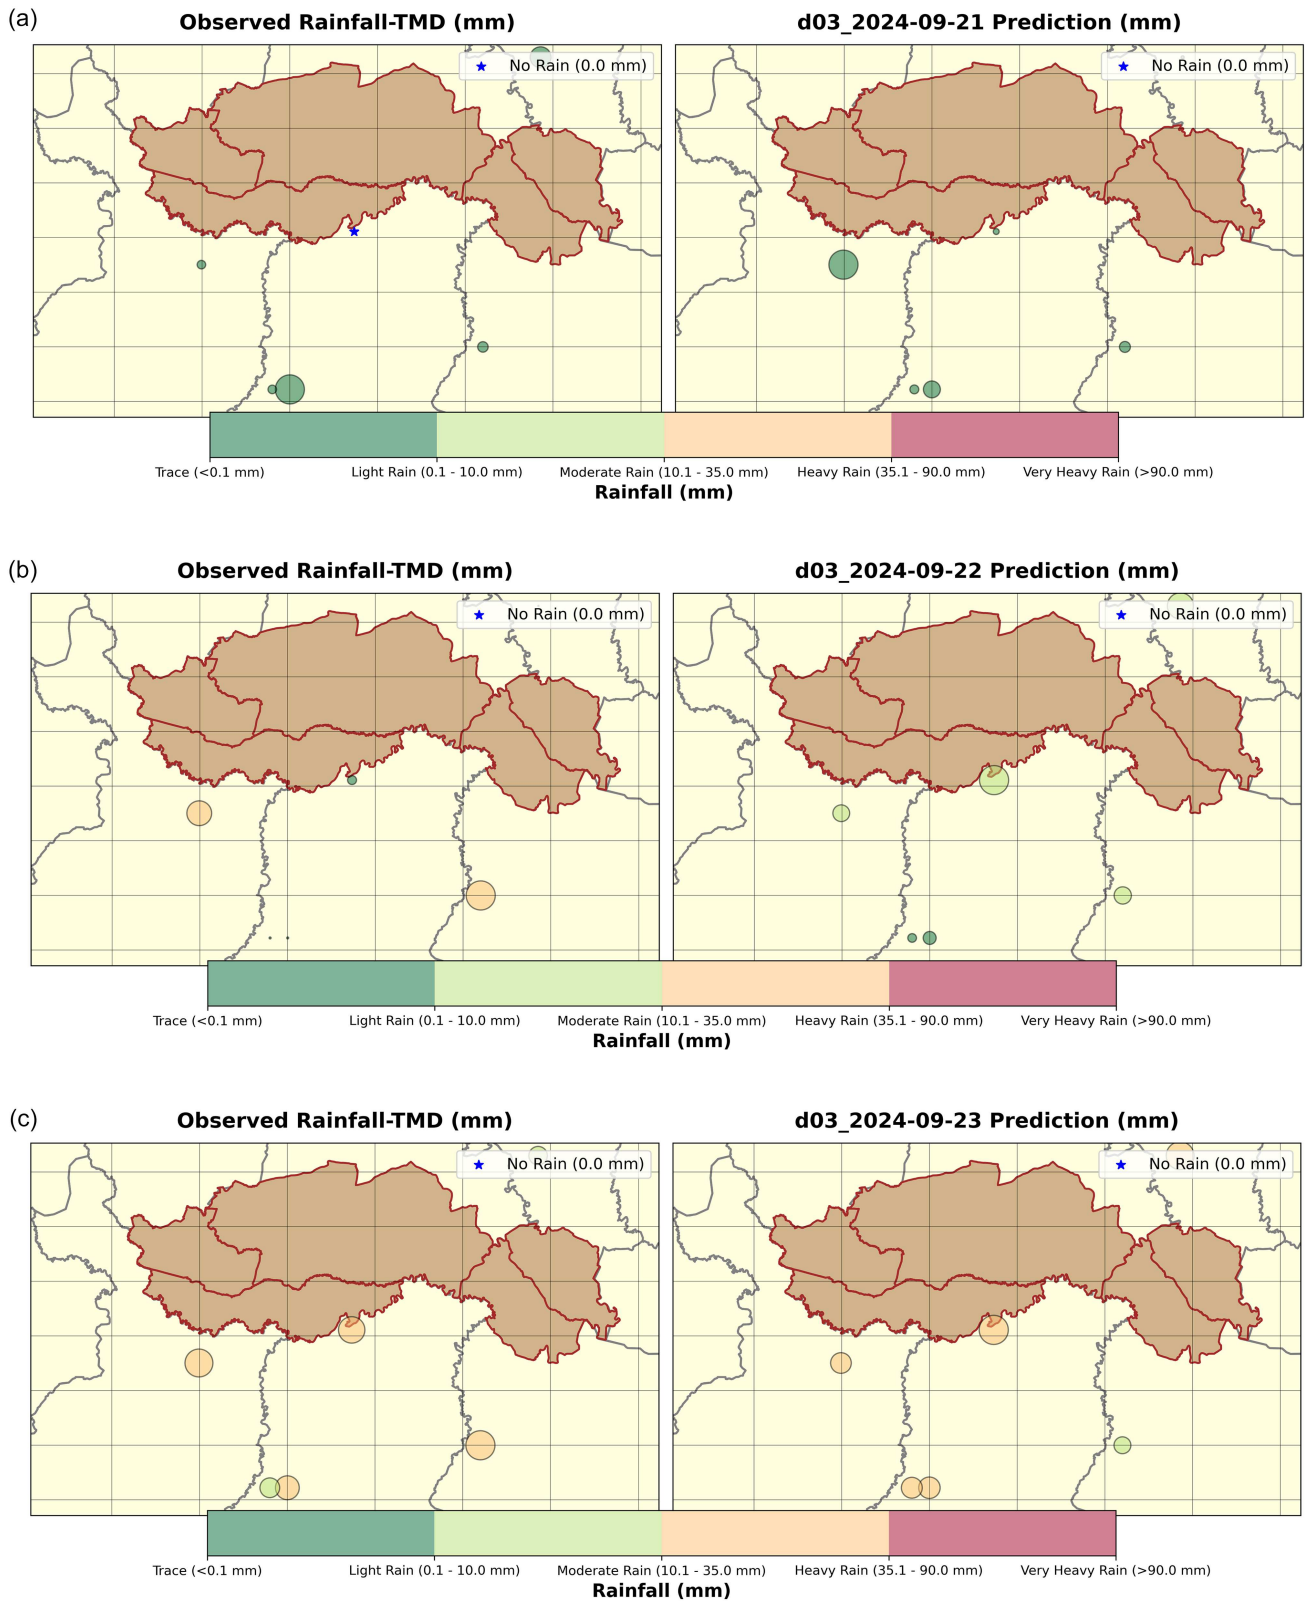 (a)
Observed Rainfall-TMD (mm)
d03_2024-09-21 Prediction (mm)
No Rain (0.0 mm)
No Rain (0.0 mm)
Trace (<0.1 mm)
Light Rain (0.1 - 10.0 mm)
Moderate Rain (10.1 - 35.0 mm)
Heavy Rain (35.1 - 90.0 mm)
Very Heavy Rain (>90.0 mm)
Rainfall (mm)
(b)
Observed Rainfall-TMD (mm)
d03_2024-09-22 Prediction (mm)
No Rain (0.0 mm)
No Rain (0.0 mm)
Trace (<0.1 mm)
Light Rain (0.1 - 10.0 mm)
Moderate Rain (10.1 - 35.0 mm)
Heavy Rain (35.1 - 90.0 mm)
Very Heavy Rain (>90.0 mm)
Rainfall (mm)
(c)
Observed Rainfall-TMD (mm)
d03_2024-09-23 Prediction (mm)
No Rain (0.0 mm)
No Rain (0.0 mm)
Trace (<0.1 mm)
Light Rain (0.1 - 10.0 mm)
Moderate Rain (10.1 - 35.0 mm)
Heavy Rain (35.1 - 90.0 mm)
Very Heavy Rain (>90.0 mm)
Rainfall (mm)